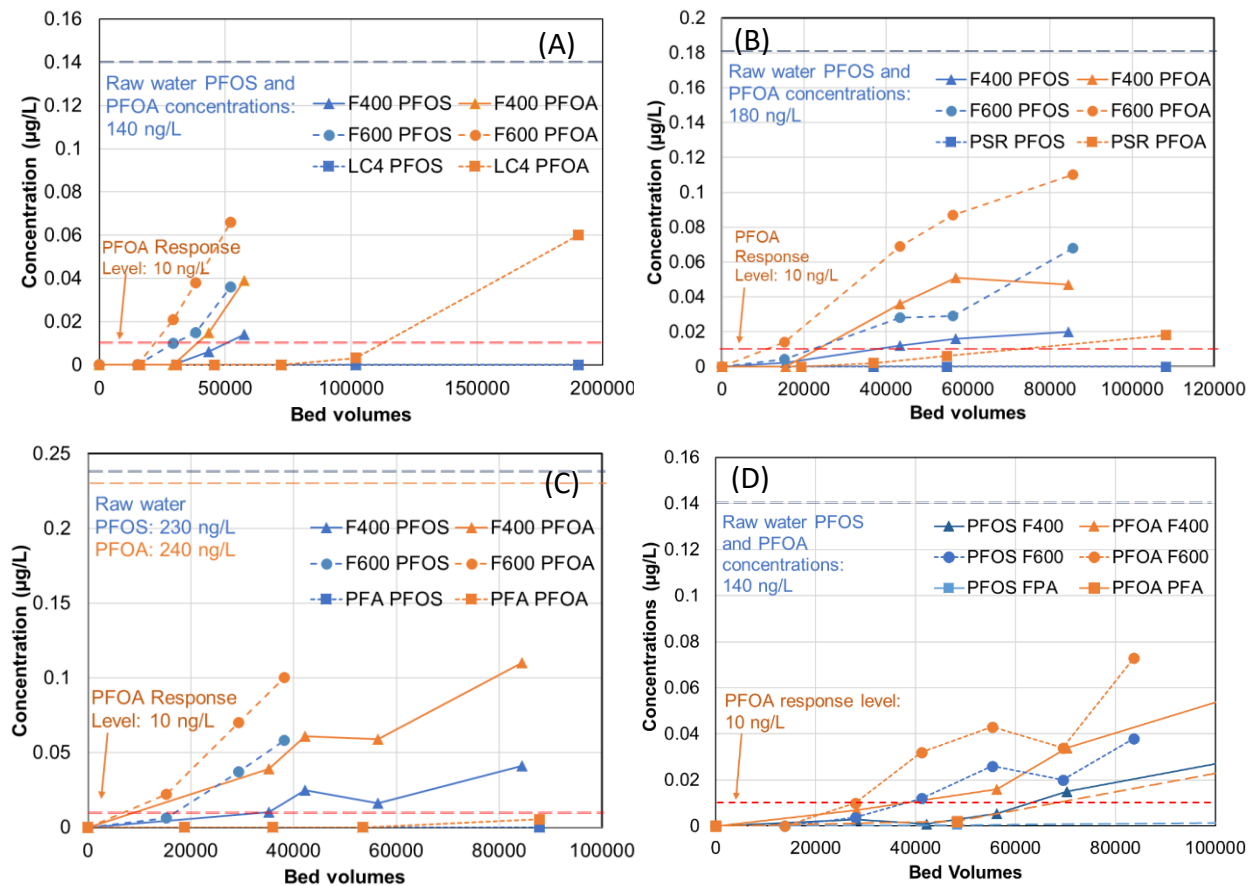 (A)
0.16
0.14
0.12
0.1
0.08
0.06
0.04
0.02
0
Concentration (µg/L)
Raw water PFOS and
PFOA concentrations:
140 ng/L
F400 PFOS
F400 PFOA
F600 PFOS
F600 PFOA
LC4 PFOS
LC4 PFOA
PFOA Response
Level: 10 ng/L
0
50000
100000
150000
200000
Bed volumes
(B)
0.2
0.18
0.16
0.14
0.12
0.1
0.08
0.06
0.04
0.02
0
Concentration (µg/L)
Raw water PFOS and
PFOA concentrations:
180 ng/L
F400 PFOS
F400 PFOA
F600 PFOS
F600 PFOA
PSR PFOS
PSR PFOA
PFOA
Response
Level: 10 ng/L
0
20000
40000
60000
80000
100000
120000
Bed volumes
(C)
0.25
0.2
0.15
0.1
0.05
0
Concentration (µg/L)
Raw water
PFOS: 230 ng/L
PFOA: 240 ng/L
F400 PFOS
F400 PFOA
F600 PFOS
F600 PFOA
PFA PFOS
PFA PFOA
PFOA Response
Level: 10 ng/L
0
20000
40000
60000
80000
100000
Bed volumes
(D)
0.16
0.14
0.12
0.1
0.08
0.06
0.04
0.02
0
Concentrations (µg/L)
Raw water PFOS
and PFOA
concentrations:
140 ng/L
PFOS F400
PFOA F400
PFOS F600
PFOA F600
PFOS FPA
PFOA PFA
PFOA response level:
10 ng/L
0
20000
40000
60000
80000
100000
Bed Volumes